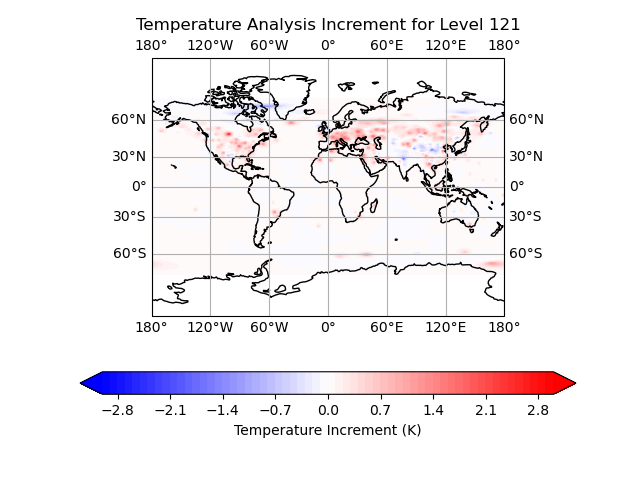 Temperature Analysis Increment for Level 121
180° 120°W 60°W 0° 60°E 120°E 180°
60°N 60°N
30°N 30°N
0° 0°
30°S 30°S
60°S 60°S
180° 120°W 60°W 0° 60°E 120°E 180°
−2.8 −2.1 −1.4 −0.7 0.0 0.7 1.4 2.1 2.8
Temperature Increment (K)